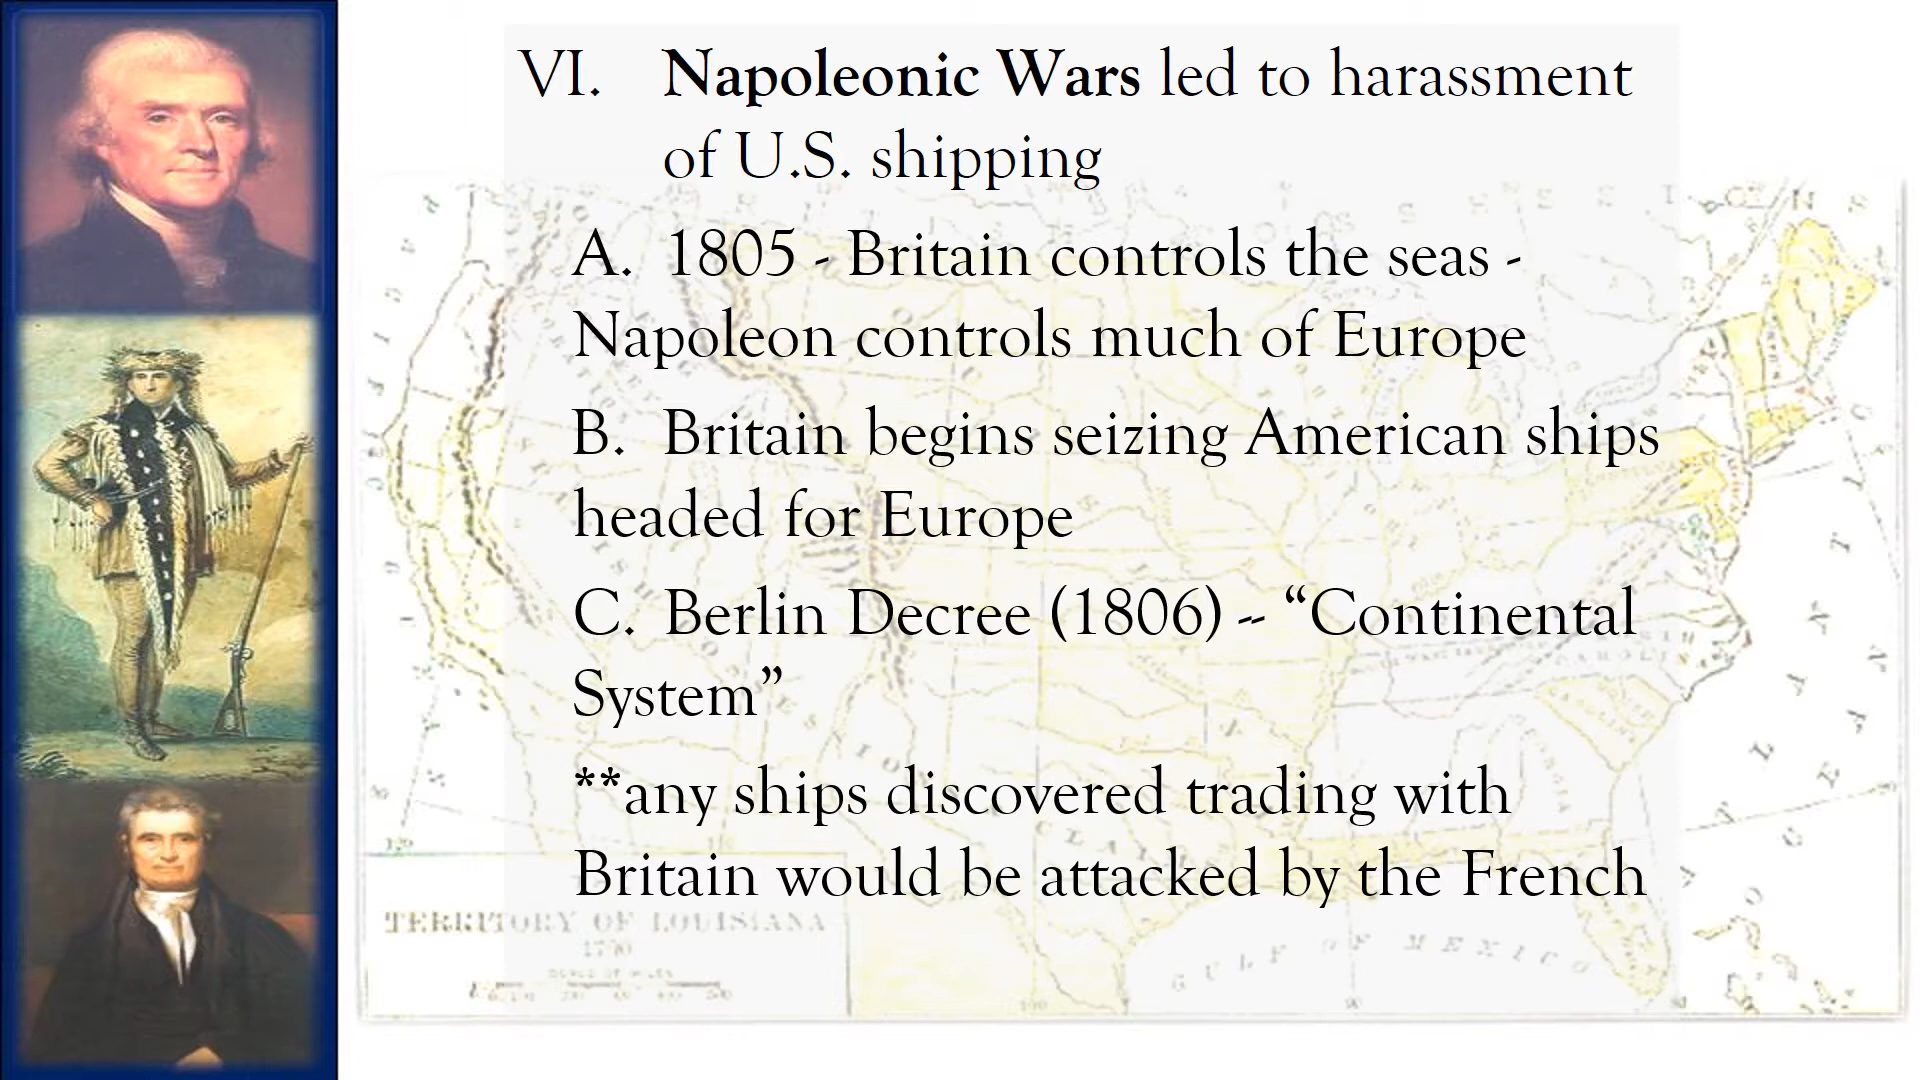 VI. Napoleonic Wars led to harassment
of U.S. shipping
A. 1805 - Britain controls the seas -
Napoleon controls much of Europe
B. Britain begins seizing American ships
headed for Europe
C. Berlin Decree (1806) -- “Continental
System”
**any ships discovered trading with
Britain would be attacked by the French
TERRITORY OF LOUISIANA
GULF OF MEXICO